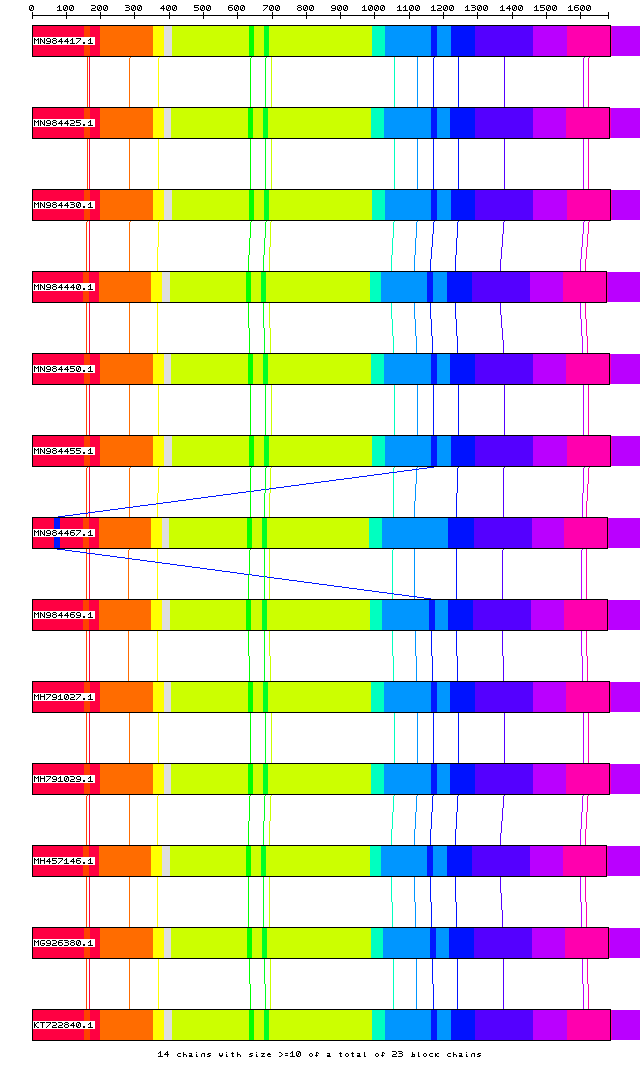 0 100 200 300 400 500 600 700 800 900 1000 1100 1200 1300 1400 1500 1600
MN984417.1
MN984425.1
MN984430.1
MN984440.1
MN984450.1
MN984455.1
MN984467.1
MN984469.1
MH791027.1
MH791029.1
MH457146.1
MG926380.1
KT722840.1
14 chains with size >=10 of a total of 23 block chains